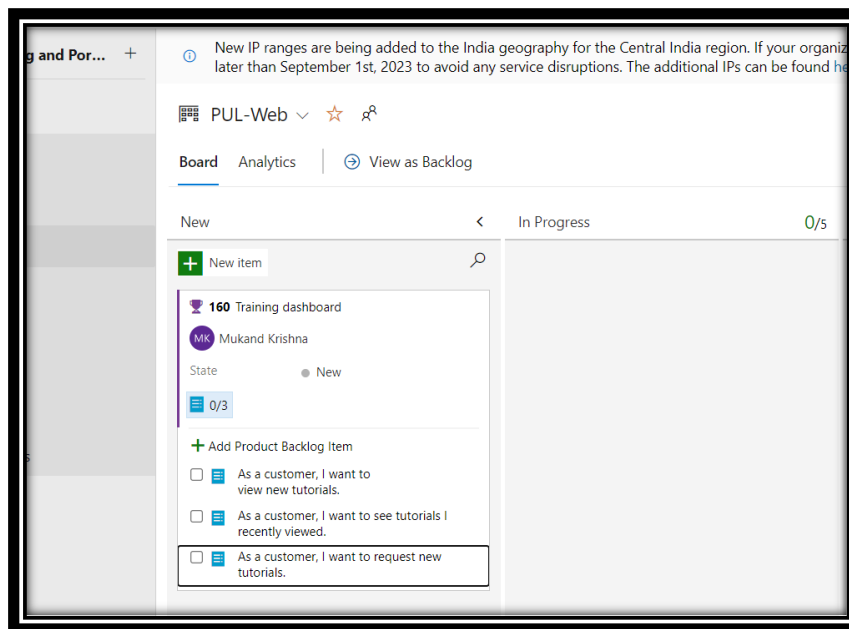 g and Por... +
New IP ranges are being added to the India geography for the Central India region. If your organiz
later than September 1st, 2023 to avoid any service disruptions. The additional IPs can be found he
PUL-Web
Board Analytics View as Backlog
New In Progress 0/5
New item
160 Training dashboard
MK Mukand Krishna
State New
0/3
+ Add Product Backlog Item
As a customer, I want to
view new tutorials.
As a customer, I want to see tutorials I
recently viewed.
As a customer, I want to request new
tutorials.
s